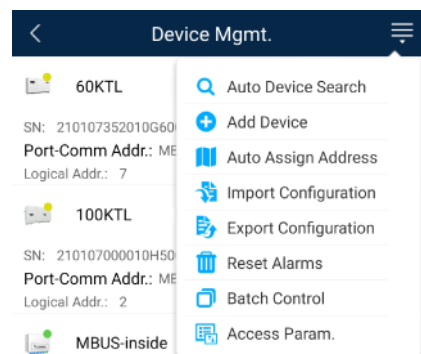 Device Mgmt.
60KTL
SN: 210107352010G60
Port-Comm Addr.: ME
Logical Addr.: 7
100KTL
SN: 210107000010H50
Port-Comm Addr.: ME
Logical Addr.: 2
MBUS-inside
Auto Device Search
Add Device
Auto Assign Address
Import Configuration
Export Configuration
Reset Alarms
Batch Control
Access Param.